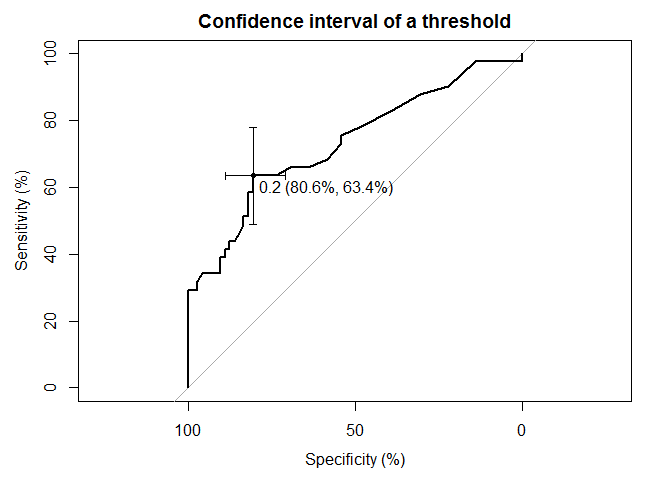 Confidence interval of a threshold
100
80
60
40
20
0
Sensitivity (%)
0.2 (80.6%, 63.4%)
100 50 0
Specificity (%)